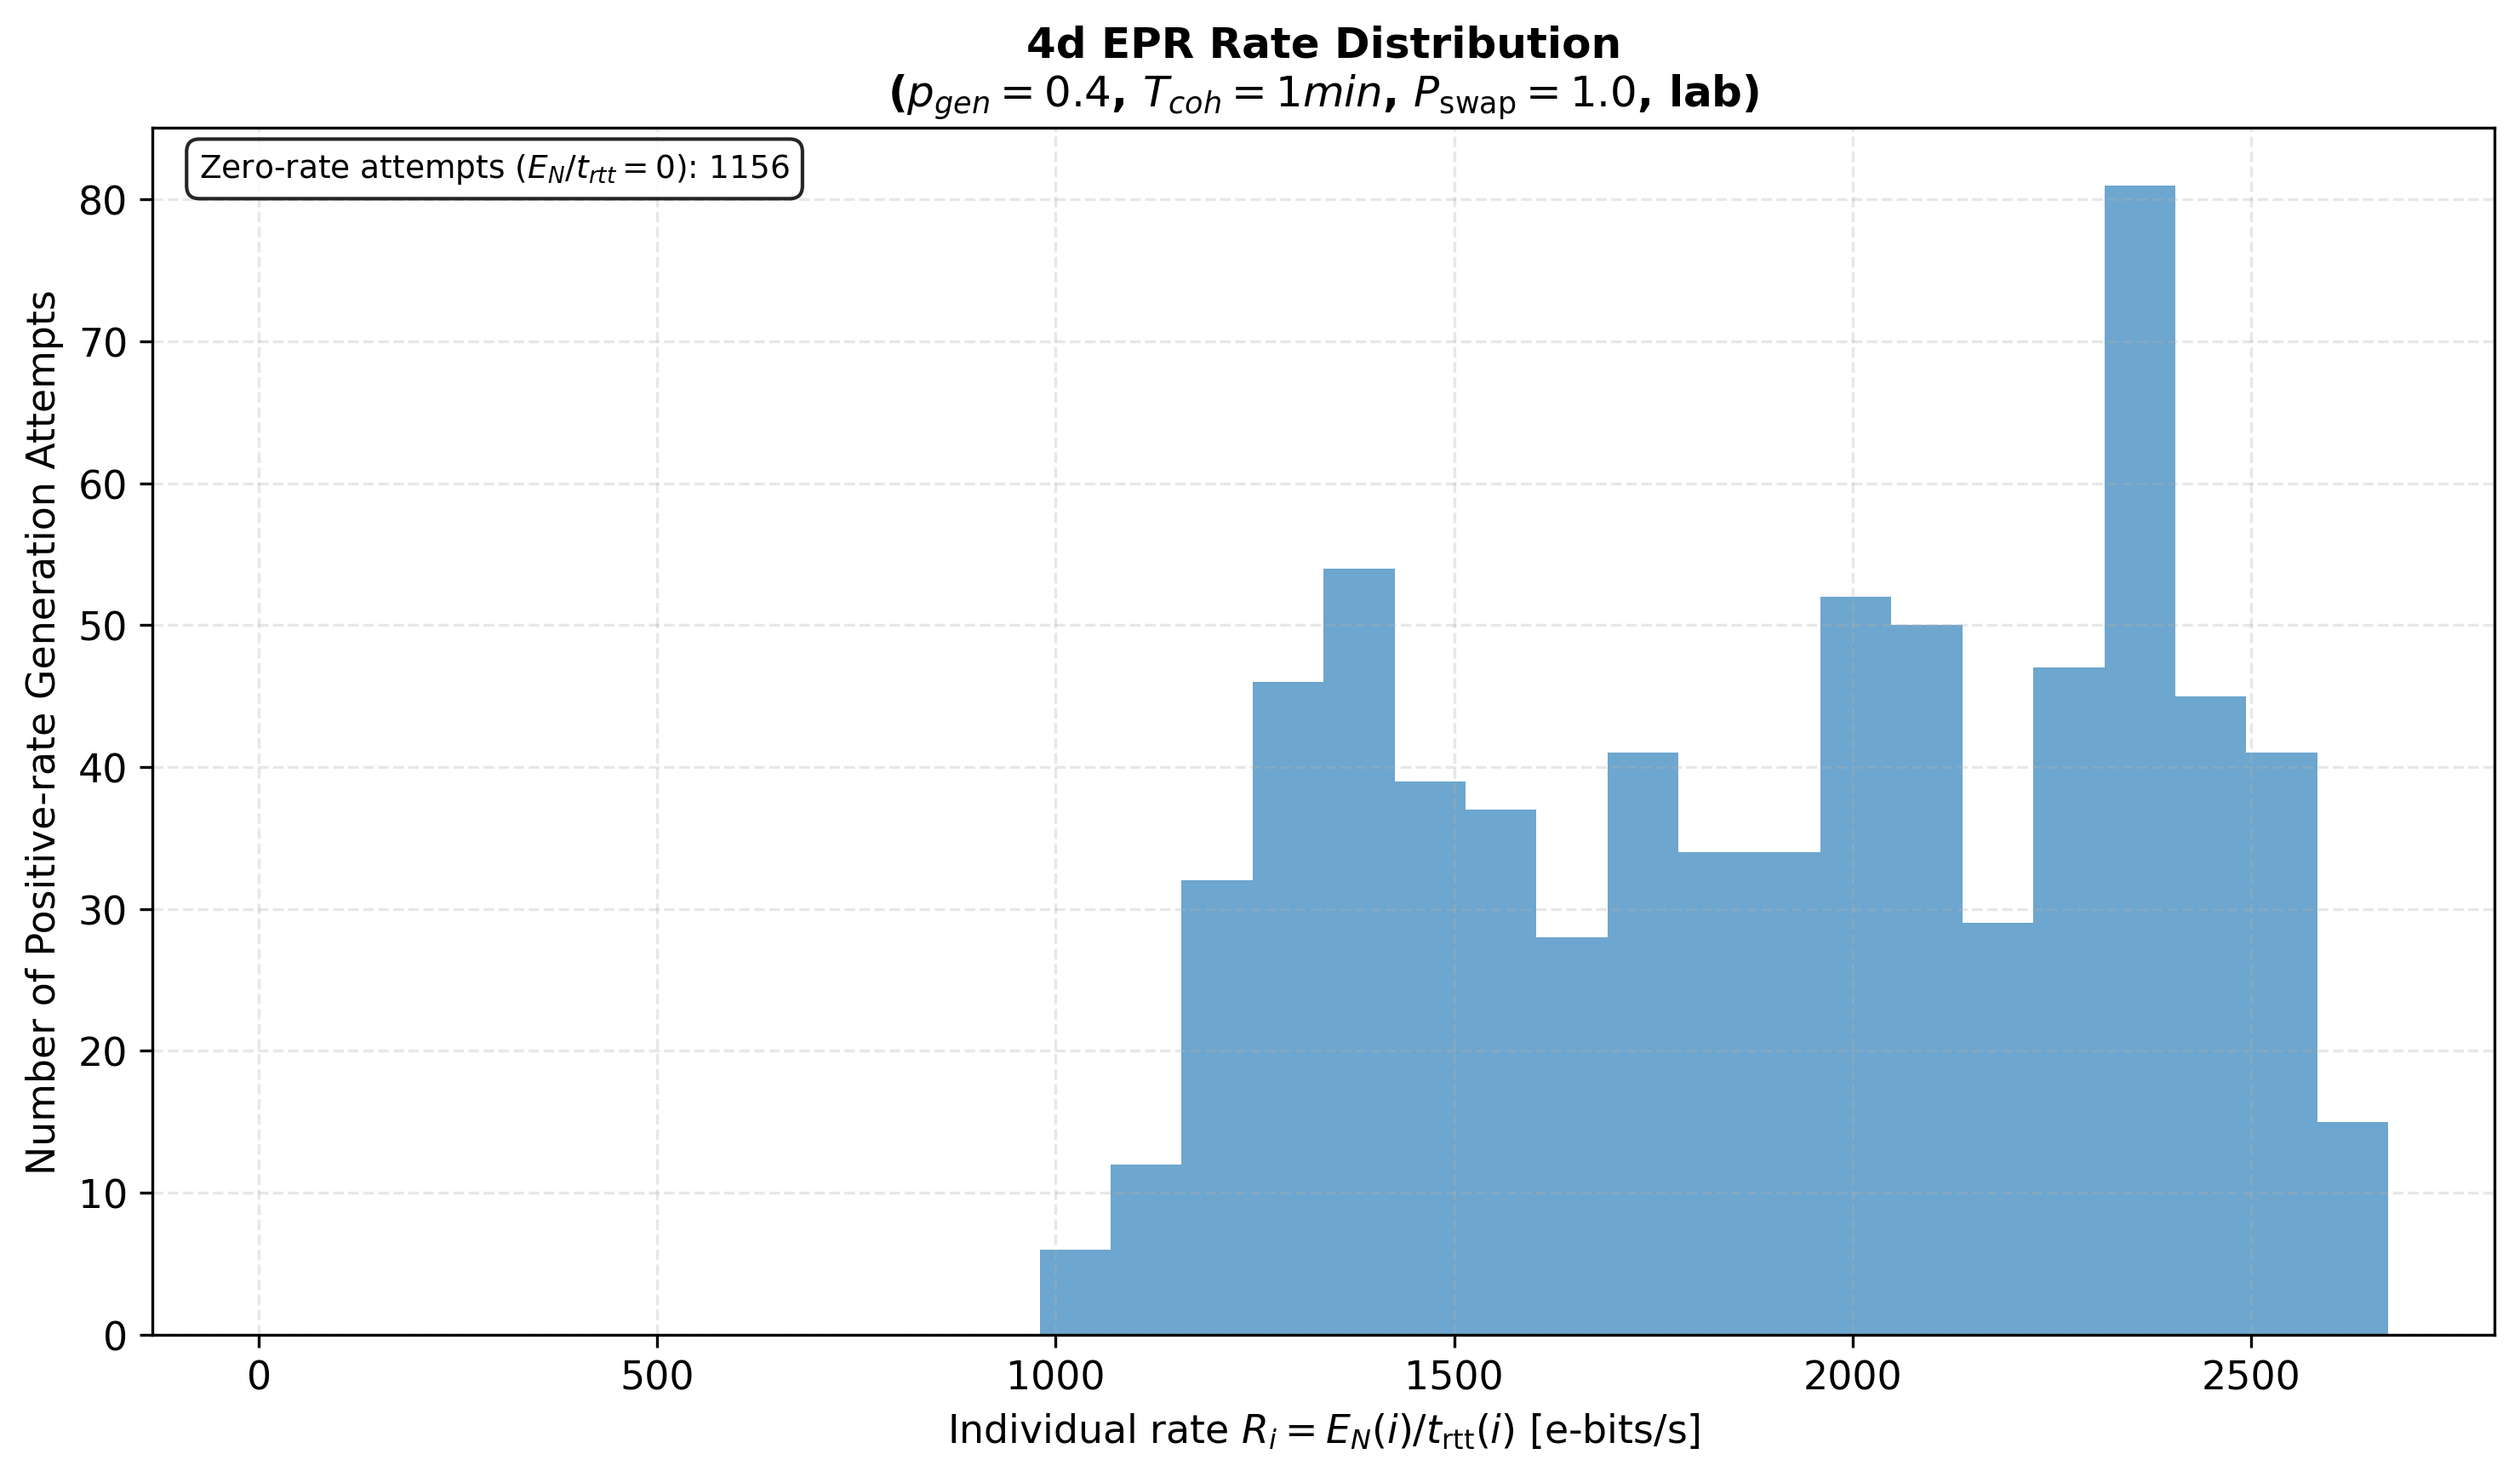 4d EPR Rate Distribution
(p_gen = 0.4, T_coh = 1min, P_swap = 1.0, lab)
Zero-rate attempts (E_N/t_rtt = 0): 1156
Number of Positive-rate Generation Attempts
80
70
60
50
40
30
20
10
0
0 500 1000 1500 2000 2500
Individual rate R_i = E_N(i)/t_rtt(i) [e-bits/s]